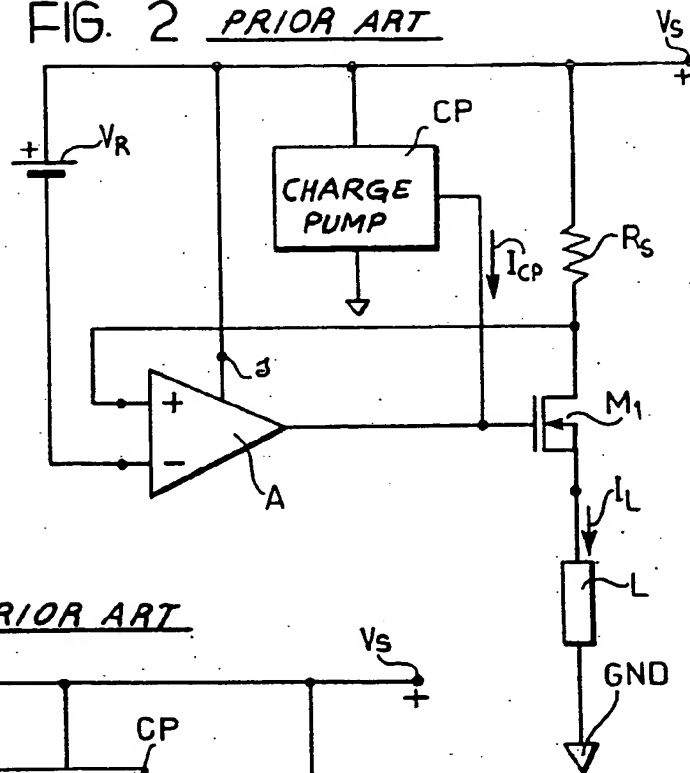 FIG. 2 PRIOR ART
VS
+
+ VR
CP
CHARGE
PUMP
ICP
RS
+
-
A
M1
IL
L
GND
RIOR ART
VS
+
CP